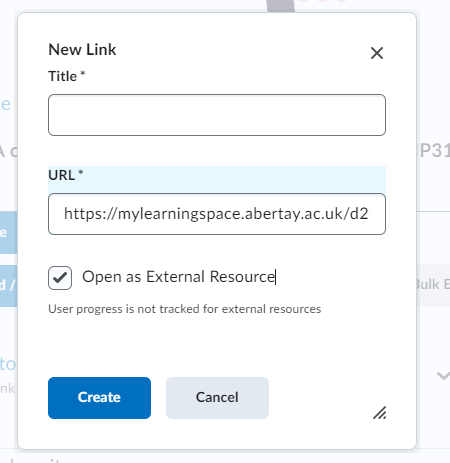 New Link
Title *
URL *
https://mylearningspace.abertay.ac.uk/d2
Open as External Resource
User progress is not tracked for external resources
Create
Cancel